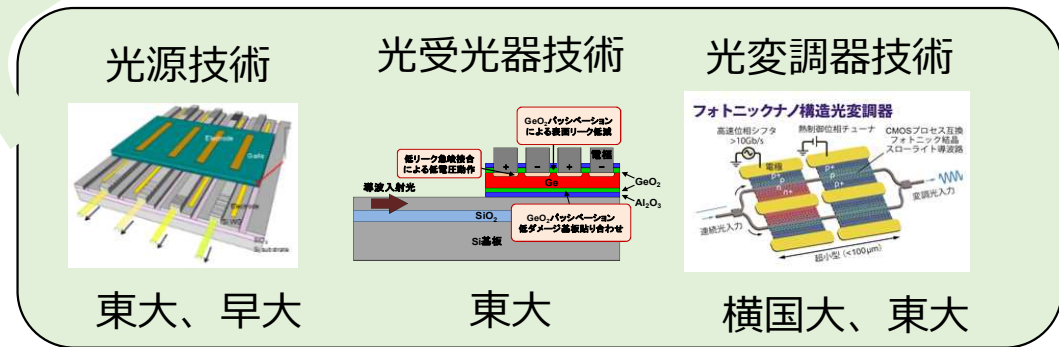 光源技術
光受光器技術
光変調器技術
Electrode
GaAs
Electrode
SiO₂
Si substrate
GeO₂パッシベーション
による表面リーク低減
低リーク急峻接合
による低電圧動作
+
−
+
−
電極
導波入射光
Ge
GeO₂
Al₂O₃
SiO₂
GeO₂パッシベーション
低ダメージ基板貼り合わせ
Si基板
フォトニックナノ構造光変調器
高速位相シフタ
>10Gb/s
熱制御位相チューナ
CMOSプロセス互換
フォトニック結晶
スローライト導波路
電極
連続光入力
変調光入力
超小型(<100μm)
東大、早大
東大
横国大、東大